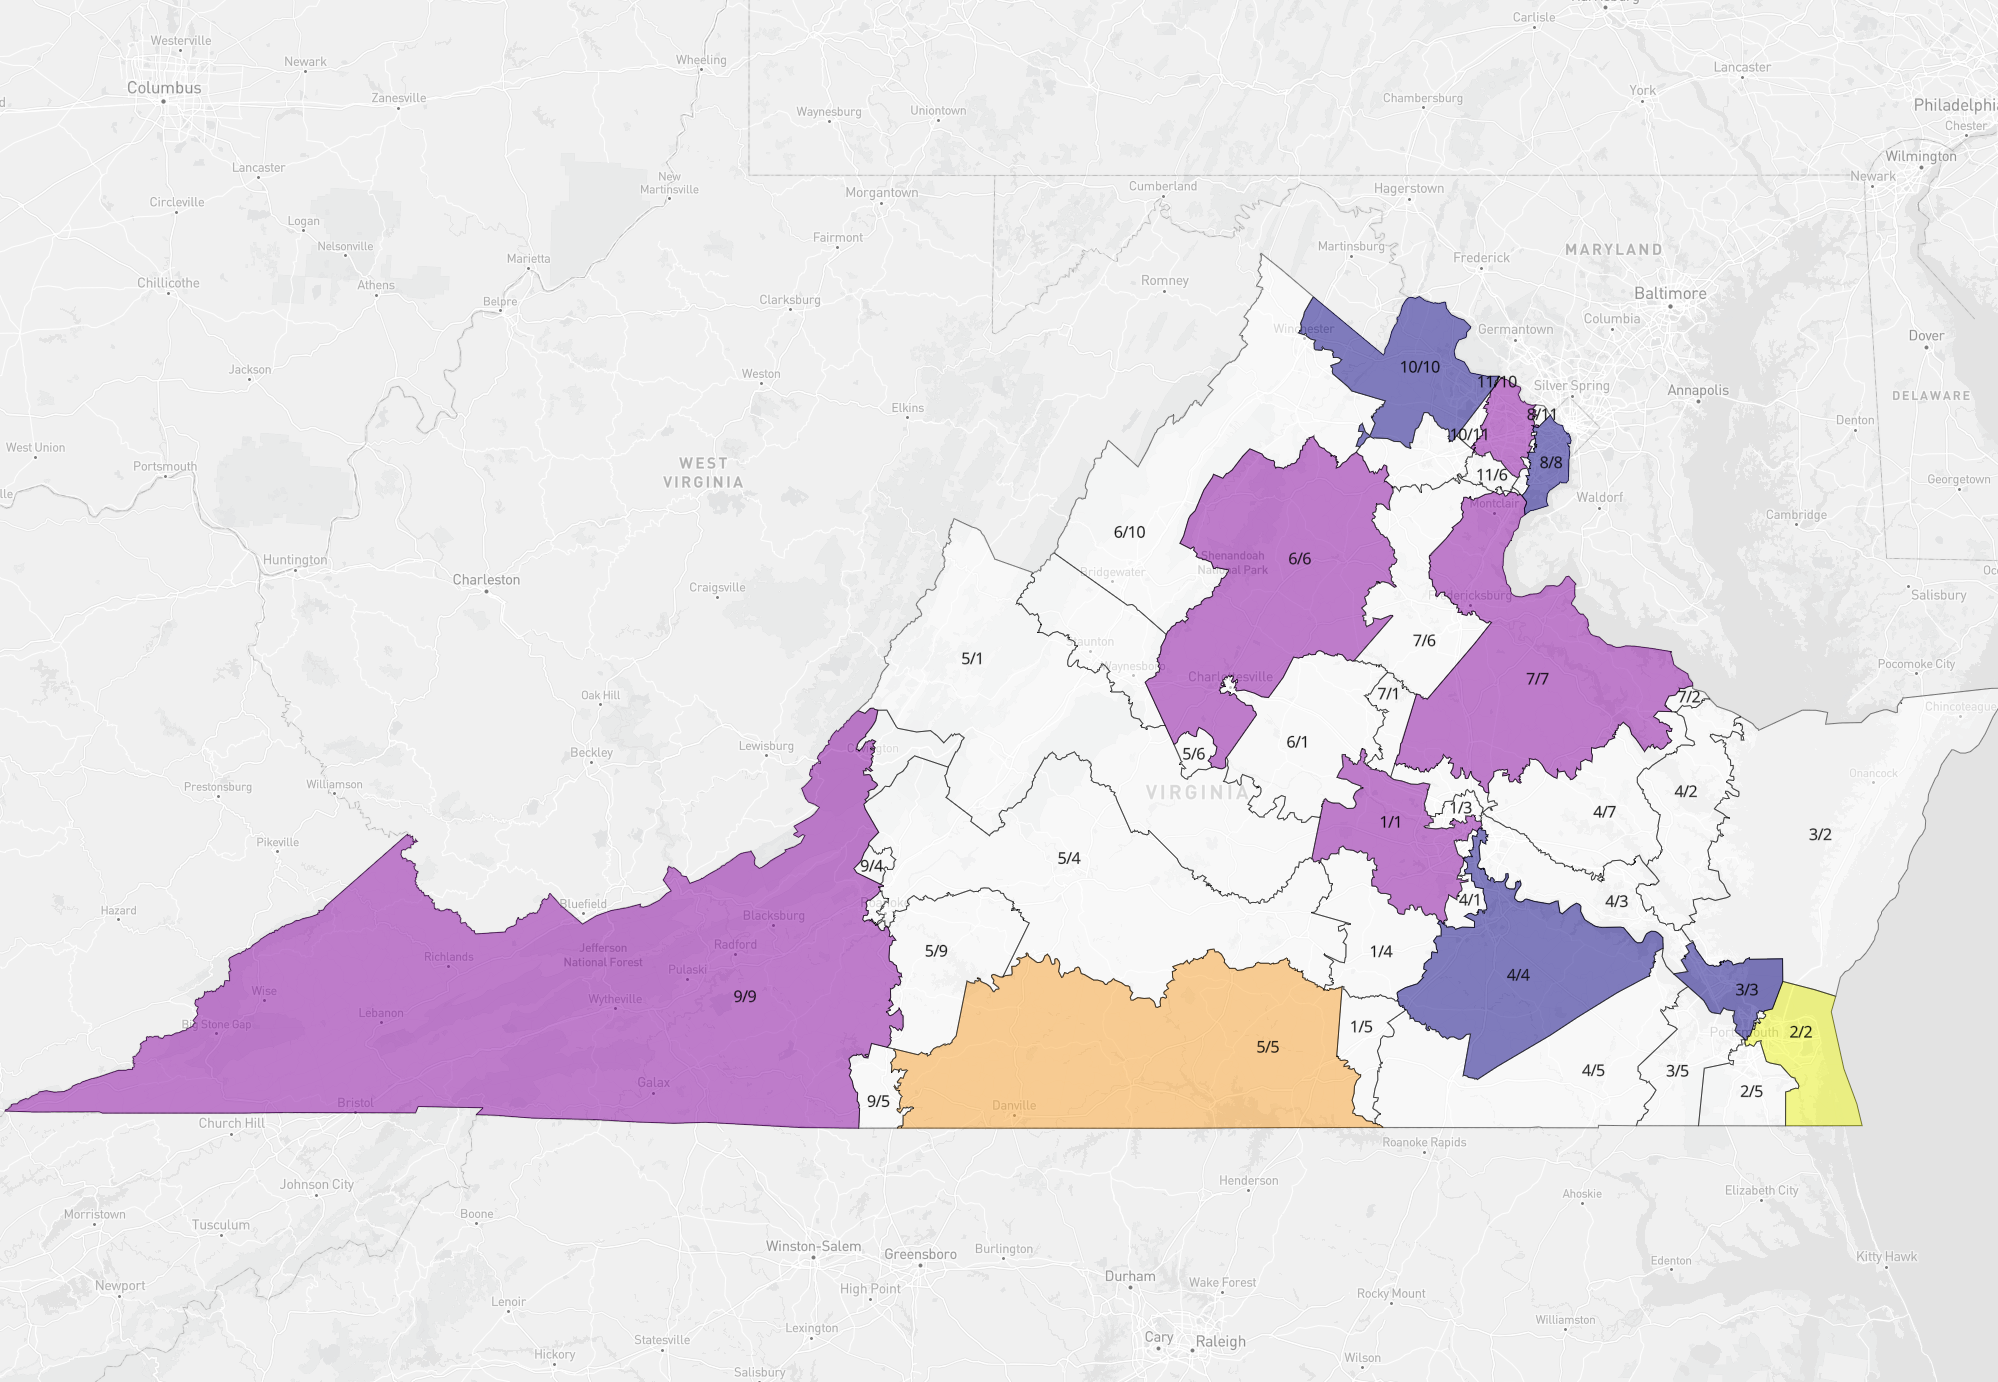 Harrisburg
Carlisle
Westerville
Newark
Wheeling
Lancaster
Columbus
Zanesville
Waynesburg
Uniontown
Chambersburg
York
Philadelphia
Chester
Wilmington
Newark
Lancaster
New
Martinsville
Morgantown
Cumberland
Hagerstown
Circleville
Logan
Nelsonville
Fairmont
Martinsburg
MARYLAND
Frederick
Marietta
Chillicothe
Athens
Belpre
Clarksburg
Romney
Baltimore
Columbia
Winchester
Germantown
Dover
Jackson
Weston
10/10
11/10
Silver Spring
Annapolis
DELAWARE
Elkins
8/11
Denton
West Union
10/11
Portsmouth
WEST
VIRGINIA
8/8
11/6
Georgetown
Montclair
Waldorf
Cambridge
6/10
Shenandoah
National Park
6/6
Huntington
Charleston
Bridgewater
Craigsville
Fredericksburg
Salisbury
Staunton
7/6
5/1
Waynesboro
Pocomoke City
Charlottesville
7/7
Oak Hill
7/1
7/2
Chincoteague
Beckley
Lewisburg
Covington
5/6
6/1
Prestonsburg
Williamson
VIRGINIA
4/2
Onancock
1/3
4/7
1/1
3/2
Pikeville
5/4
9/4
Hazard
Bluefield
Roanoke
4/1
4/3
Blacksburg
Jefferson
National Forest
Radford
5/9
1/4
Richlands
Pulaski
4/4
Wise
Wytheville
9/9
3/3
Lebanon
Big Stone Gap
1/5
Portsmouth
2/2
5/5
4/5
3/5
Galax
2/5
Bristol
9/5
Danville
Church Hill
Roanoke Rapids
Johnson City
Henderson
Ahoskie
Elizabeth City
Morristown
Tusculum
Boone
Winston-Salem
Greensboro
Burlington
Kitty Hawk
Edenton
Newport
High Point
Durham
Wake Forest
Rocky Mount
Lenoir
Williamston
Lexington
Statesville
Cary
Raleigh
Hickory
Wilson
Salisbury